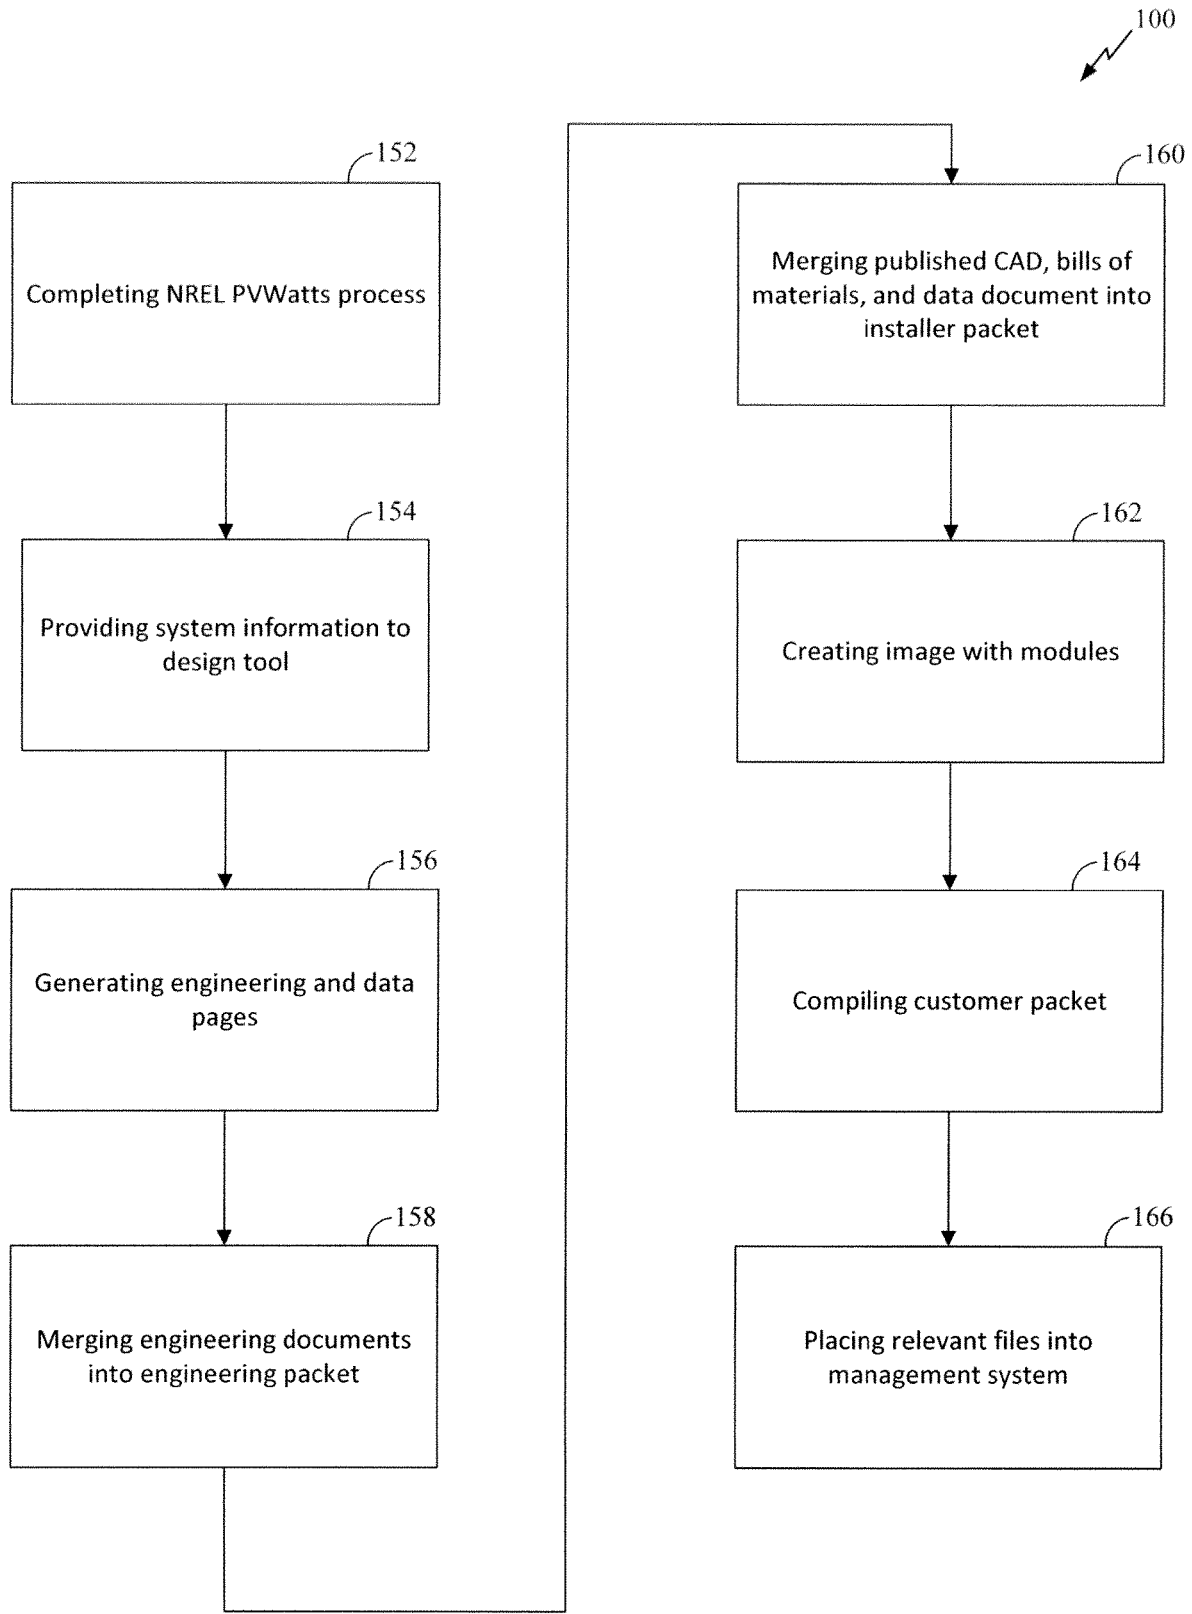 100
152
Completing NREL PVWatts process
154
Providing system information to
design tool
156
Generating engineering and data
pages
158
Merging engineering documents
into engineering packet
160
Merging published CAD, bills of
materials, and data document into
installer packet
162
Creating image with modules
164
Compiling customer packet
166
Placing relevant files into
management system